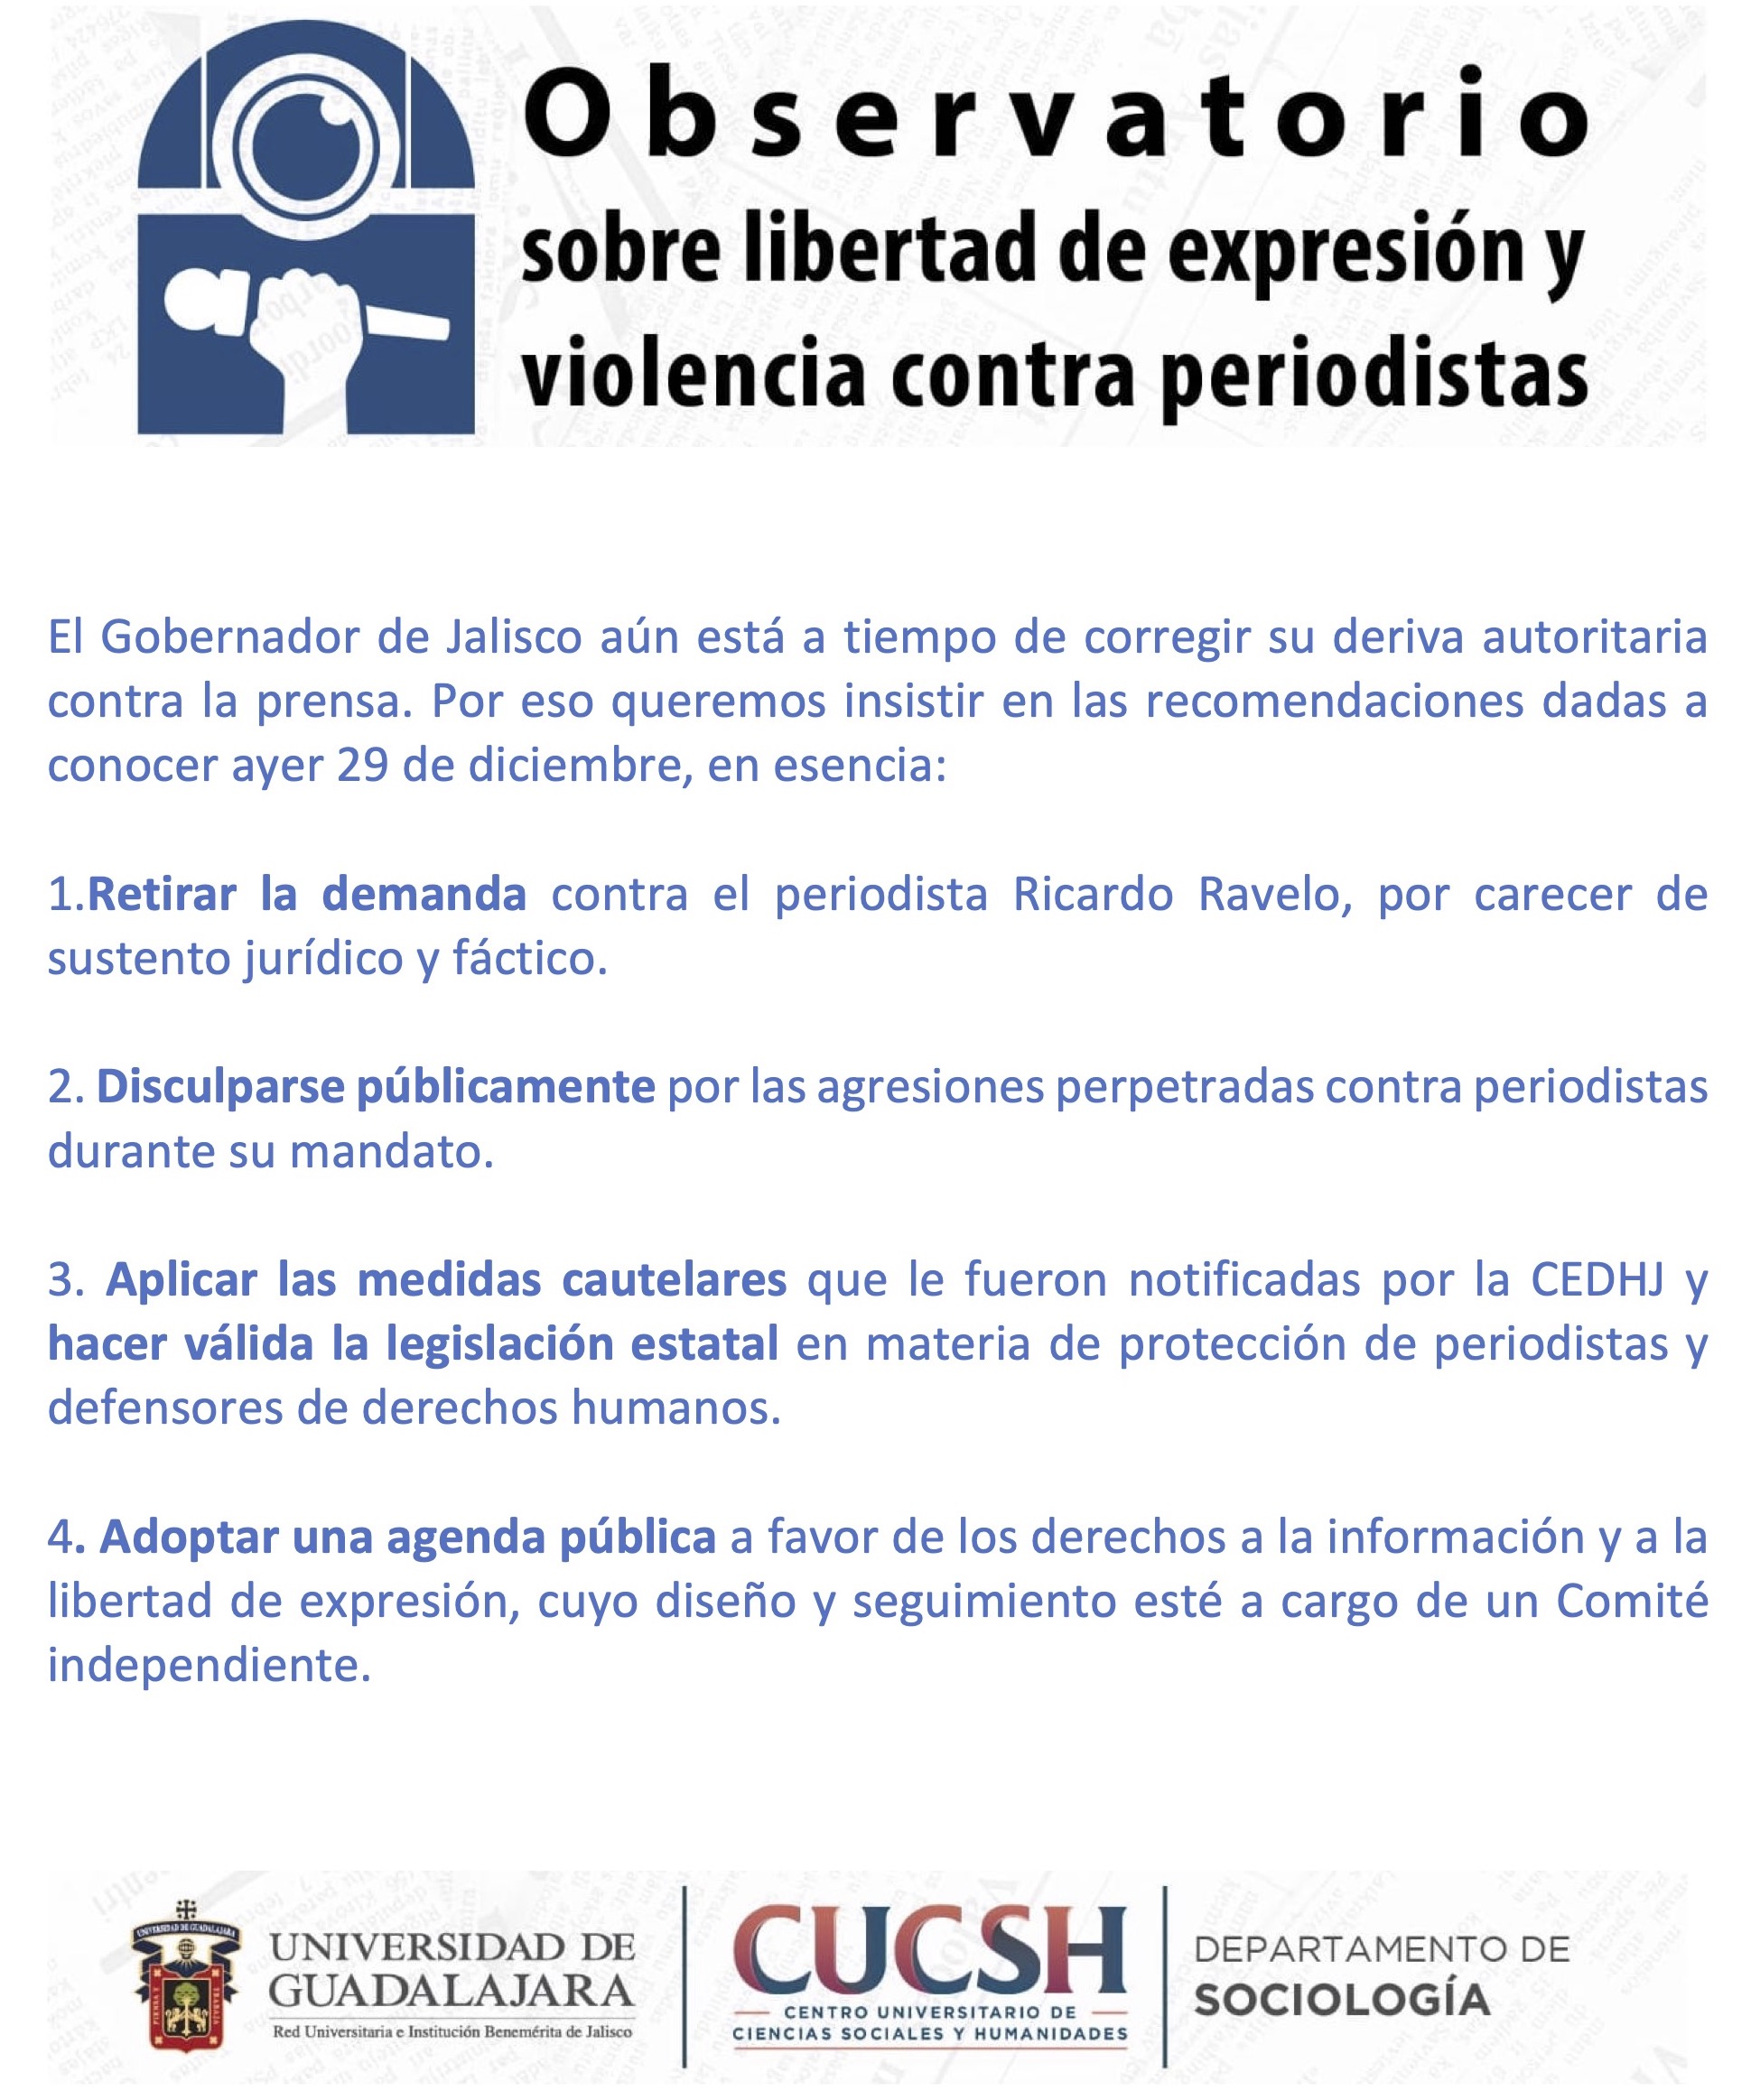 Observatorio
sobre libertad de expresión y
violencia contra periodistas
El Gobernador de Jalisco aún está a tiempo de corregir su deriva autoritaria
contra la prensa. Por eso queremos insistir en las recomendaciones dadas a
conocer ayer 29 de diciembre, en esencia:
1.Retirar la demanda contra el periodista Ricardo Ravelo, por carecer de
sustento jurídico y fáctico.
2. Disculparse públicamente por las agresiones perpetradas contra periodistas
durante su mandato.
3. Aplicar las medidas cautelares que le fueron notificadas por la CEDHJ y
hacer válida la legislación estatal en materia de protección de periodistas y
defensores de derechos humanos.
4. Adoptar una agenda pública a favor de los derechos a la información y a la
libertad de expresión, cuyo diseño y seguimiento esté a cargo de un Comité
independiente.
UNIVERSIDAD DE GUADALAJARA
PIENSA Y TRABAJA
UNIVERSIDAD DE
GUADALAJARA
Red Universitaria e Institución Benemérita de Jalisco
CUCSH
CENTRO UNIVERSITARIO DE
CIENCIAS SOCIALES Y HUMANIDADES
DEPARTAMENTO DE
SOCIOLOGÍA